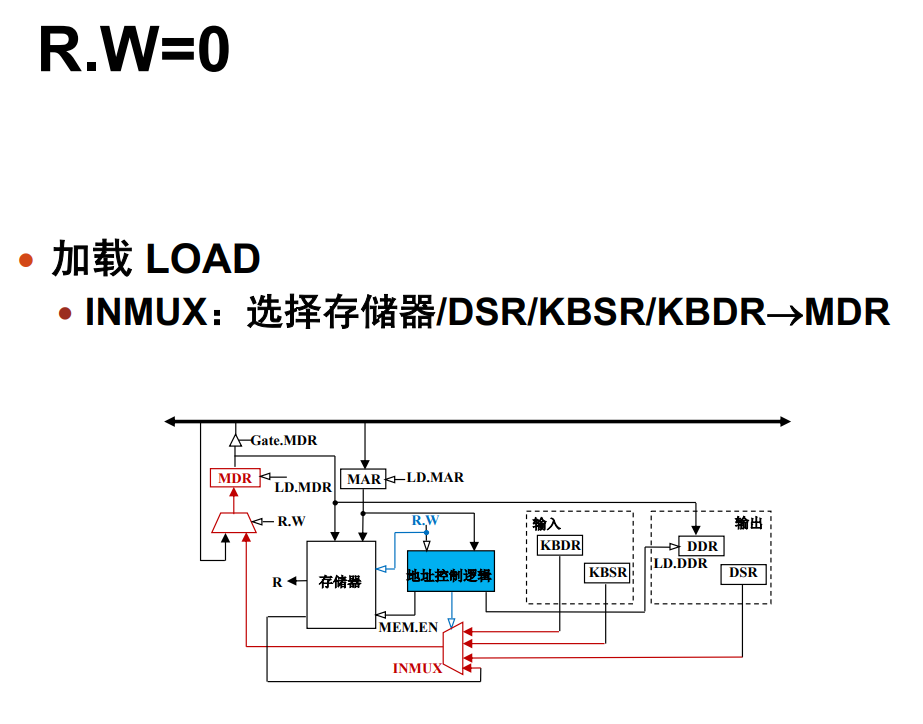 R.W=0
• 加载 LOAD
• INMUX：选择存储器/DSR/KBSR/KBDR→MDR
Gate.MDR
MDR
LD.MDR
MAR
LD.MAR
R.W
R.W
输入
KBDR
KBSR
输出
DDR
LD.DDR
DSR
R
存储器
地址控制逻辑
MEM.EN
INMUX